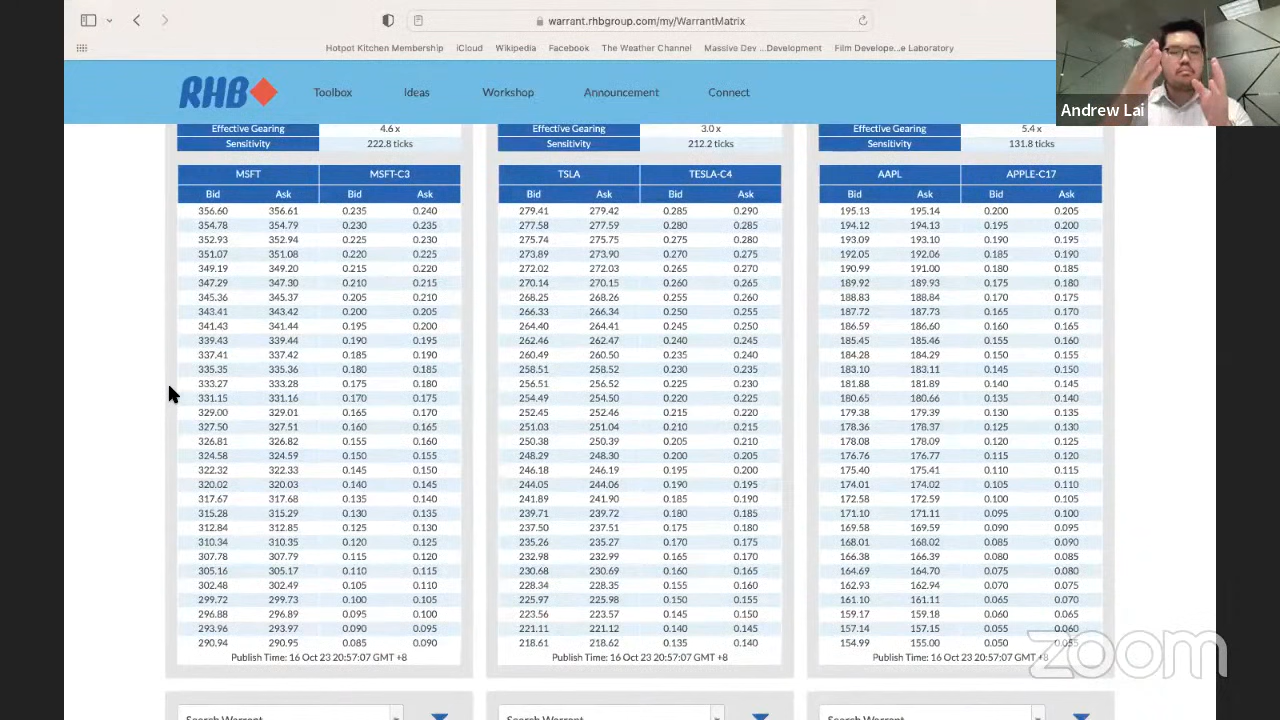 warrant.rhbgroup.com/my/WarrantMatrix
Hotpot Kitchen Membership iCloud Wikipedia Facebook The Weather Channel Massive Dev ...Development Film Develope...e Laboratory
RHB Toolbox Ideas Workshop Announcement Connect
Andrew Lai
Effective Gearing 4.6 x Effective Gearing 3.0 x Effective Gearing 5.4 x
Sensitivity 222.8 ticks Sensitivity 212.2 ticks Sensitivity 131.8 ticks
MSFT MSFT-C3 TSLA TESLA-C4 AAPL APPLE-C17
Bid Ask Bid Ask Bid Ask Bid Ask Bid Ask Bid Ask
356.60 356.61 0.235 0.240 279.41 279.42 0.285 0.290 195.13 195.14 0.200 0.205
354.78 354.79 0.230 0.235 277.58 277.59 0.280 0.285 194.12 194.13 0.195 0.200
352.93 352.94 0.225 0.230 275.74 275.75 0.275 0.280 193.09 193.10 0.190 0.195
351.07 351.08 0.220 0.225 273.89 273.90 0.270 0.275 192.05 192.06 0.185 0.190
349.19 349.20 0.215 0.220 272.02 272.03 0.265 0.270 190.99 191.00 0.180 0.185
347.29 347.30 0.210 0.215 270.14 270.15 0.260 0.265 189.92 189.93 0.175 0.180
345.36 345.37 0.205 0.210 268.25 268.26 0.255 0.260 188.83 188.84 0.170 0.175
343.41 343.42 0.200 0.205 266.33 266.34 0.250 0.255 187.72 187.73 0.165 0.170
341.43 341.44 0.195 0.200 264.40 264.41 0.245 0.250 186.59 186.60 0.160 0.165
339.43 339.44 0.190 0.195 262.46 262.47 0.240 0.245 185.45 185.46 0.155 0.160
337.41 337.42 0.185 0.190 260.49 260.50 0.235 0.240 184.28 184.29 0.150 0.155
335.35 335.36 0.180 0.185 258.51 258.52 0.230 0.235 183.10 183.11 0.145 0.150
333.27 333.28 0.175 0.180 256.51 256.52 0.225 0.230 181.88 181.89 0.140 0.145
331.15 331.16 0.170 0.175 254.49 254.50 0.220 0.225 180.65 180.66 0.135 0.140
329.00 329.01 0.165 0.170 252.45 252.46 0.215 0.220 179.38 179.39 0.130 0.135
327.50 327.51 0.160 0.165 251.03 251.04 0.210 0.215 178.36 178.37 0.125 0.130
326.81 326.82 0.155 0.160 250.38 250.39 0.205 0.210 178.08 178.09 0.120 0.125
324.58 324.59 0.150 0.155 248.29 248.30 0.200 0.205 176.76 176.77 0.115 0.120
322.32 322.33 0.145 0.150 246.18 246.19 0.195 0.200 175.40 175.41 0.110 0.115
320.02 320.03 0.140 0.145 244.05 244.06 0.190 0.195 174.01 174.02 0.105 0.110
317.67 317.68 0.135 0.140 241.89 241.90 0.185 0.190 172.58 172.59 0.100 0.105
315.28 315.29 0.130 0.135 239.71 239.72 0.180 0.185 171.10 171.11 0.095 0.100
312.84 312.85 0.125 0.130 237.50 237.51 0.175 0.180 169.58 169.59 0.090 0.095
310.34 310.35 0.120 0.125 235.26 235.27 0.170 0.175 168.01 168.02 0.085 0.090
307.78 307.79 0.115 0.120 232.98 232.99 0.165 0.170 166.38 166.39 0.080 0.085
305.16 305.17 0.110 0.115 230.68 230.69 0.160 0.165 164.69 164.70 0.075 0.080
302.48 302.49 0.105 0.110 228.34 228.35 0.155 0.160 162.93 162.94 0.070 0.075
299.72 299.73 0.100 0.105 225.97 225.98 0.150 0.155 161.10 161.11 0.065 0.070
296.88 296.89 0.095 0.100 223.56 223.57 0.145 0.150 159.17 159.18 0.060 0.065
293.96 293.97 0.090 0.095 221.11 221.12 0.140 0.145 157.14 157.15 0.055 0.060
290.94 290.95 0.085 0.090 218.61 218.62 0.135 0.140 154.99 155.00 0.050 0.055
Publish Time: 16 Oct 23 20:57:07 GMT +8 Publish Time: 16 Oct 23 20:57:07 GMT +8 Publish Time: 16 Oct 23 20:57:07 GMT +8
zoom
Search Warrant Search Warrant Search Warrant